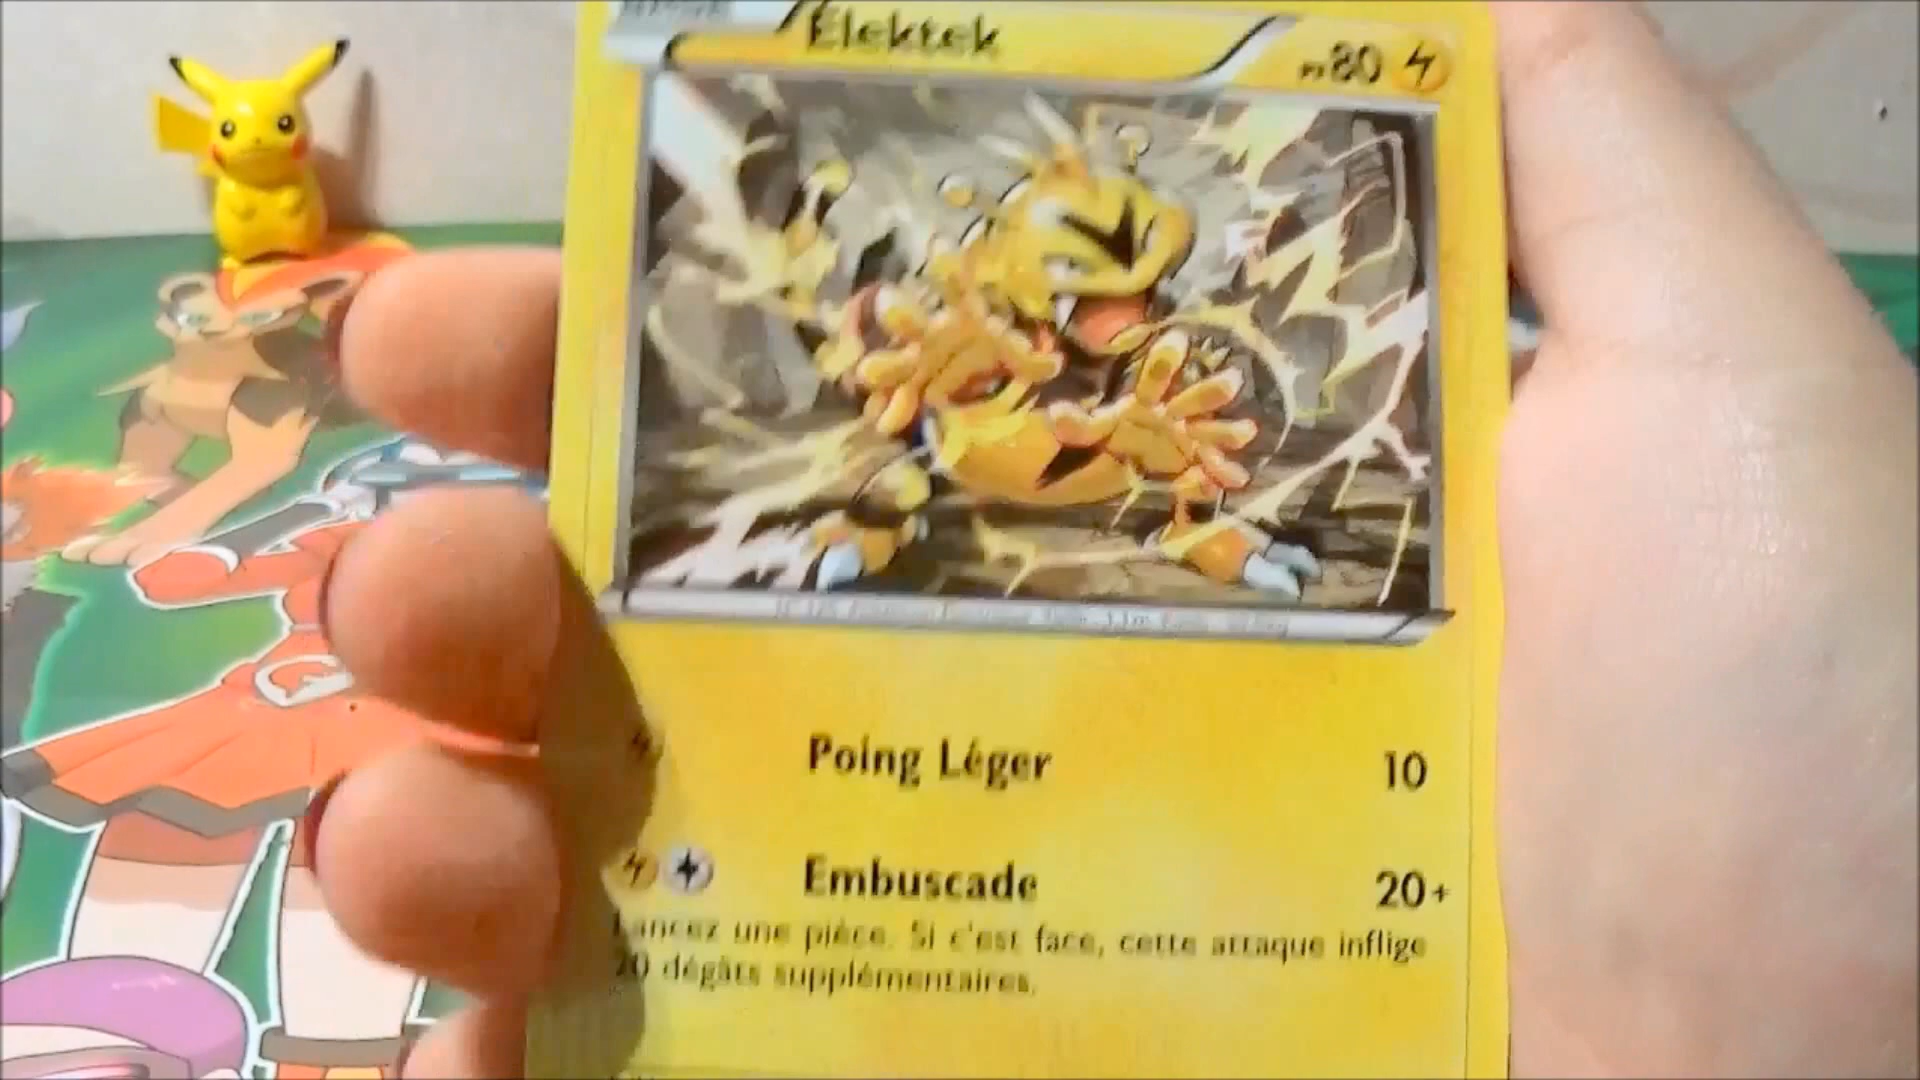 Élektek
PV80
Poing Léger 10
Embuscade 20+
Lancez une pièce. Si c'est face, cette attaque inflige
20 dégâts supplémentaires.